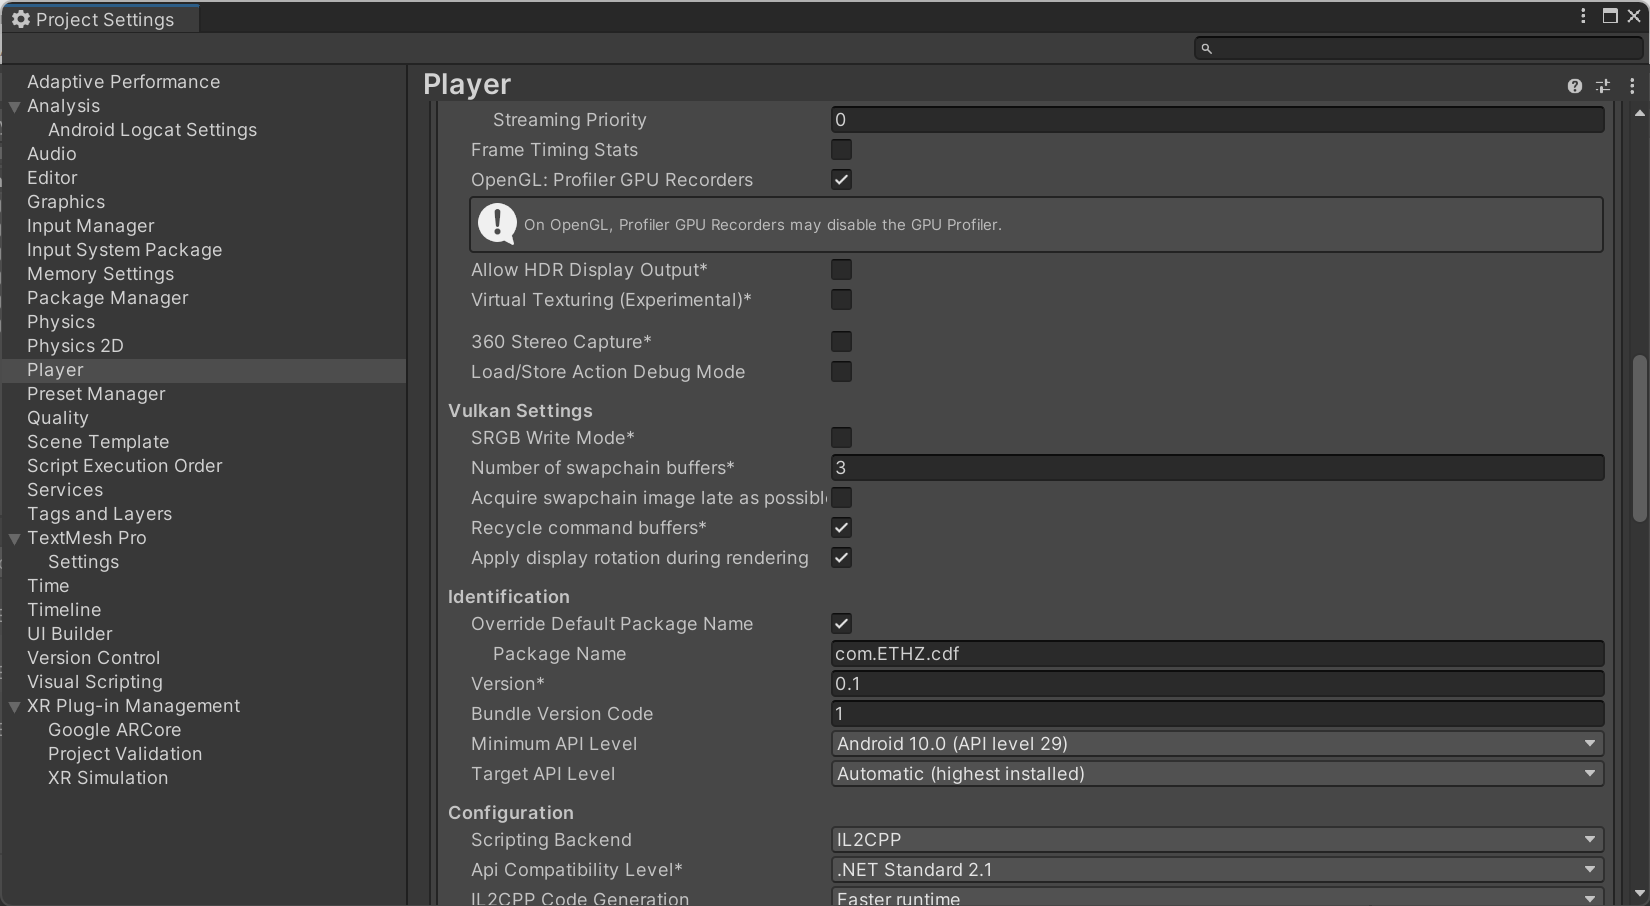 Project Settings
Adaptive Performance
Analysis
Android Logcat Settings
Audio
Editor
Graphics
Input Manager
Input System Package
Memory Settings
Package Manager
Physics
Physics 2D
Player
Preset Manager
Quality
Scene Template
Script Execution Order
Services
Tags and Layers
TextMesh Pro
Settings
Time
Timeline
UI Builder
Version Control
Visual Scripting
XR Plug-in Management
Google ARCore
Project Validation
XR Simulation
Player
Streaming Priority 0
Frame Timing Stats
OpenGL: Profiler GPU Recorders
On OpenGL, Profiler GPU Recorders may disable the GPU Profiler.
Allow HDR Display Output*
Virtual Texturing (Experimental)*
360 Stereo Capture*
Load/Store Action Debug Mode
Vulkan Settings
SRGB Write Mode*
Number of swapchain buffers* 3
Acquire swapchain image late as possibl
Recycle command buffers*
Apply display rotation during rendering
Identification
Override Default Package Name
Package Name com.ETHZ.cdf
Version* 0.1
Bundle Version Code 1
Minimum API Level Android 10.0 (API level 29)
Target API Level Automatic (highest installed)
Configuration
Scripting Backend IL2CPP
Api Compatibility Level* .NET Standard 2.1
IL2CPP Code Generation Faster runtime